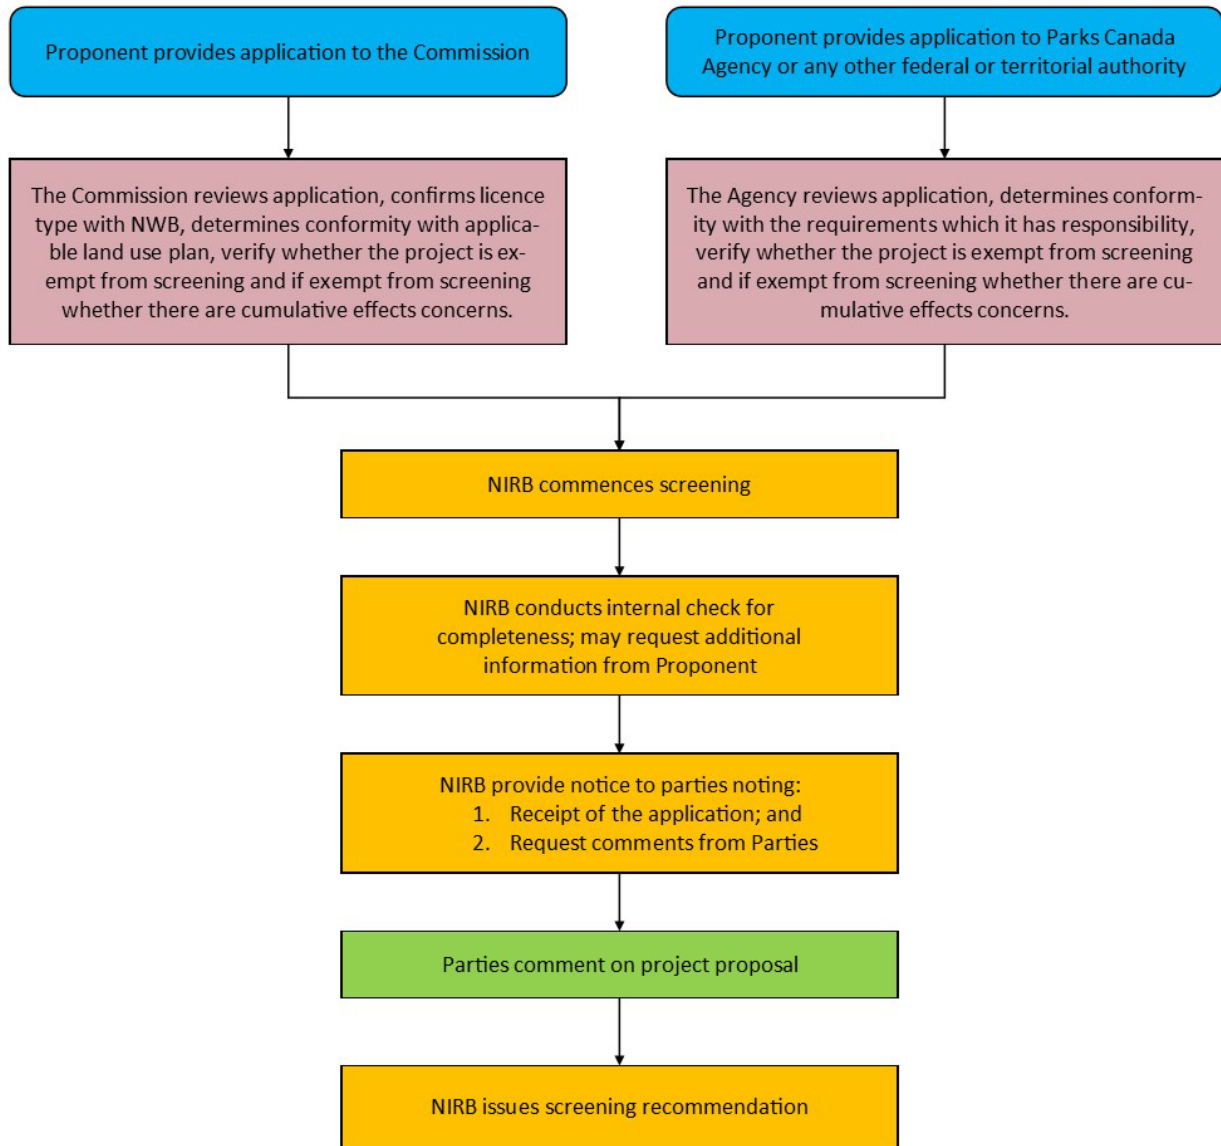 Proponent provides application to the Commission
Proponent provides application to Parks Canada
Agency or any other federal or territorial authority
The Commission reviews application, confirms licence
type with NWB, determines conformity with applica-
ble land use plan, verify whether the project is ex-
empt from screening and if exempt from screening
whether there are cumulative effects concerns.
The Agency reviews application, determines conform-
ity with the requirements which it has responsibility,
verify whether the project is exempt from screening
and if exempt from screening whether there are cu-
mulative effects concerns.
NIRB commences screening
NIRB conducts internal check for
completeness; may request additional
information from Proponent
NIRB provide notice to parties noting:
1. Receipt of the application; and
2. Request comments from Parties
Parties comment on project proposal
NIRB issues screening recommendation